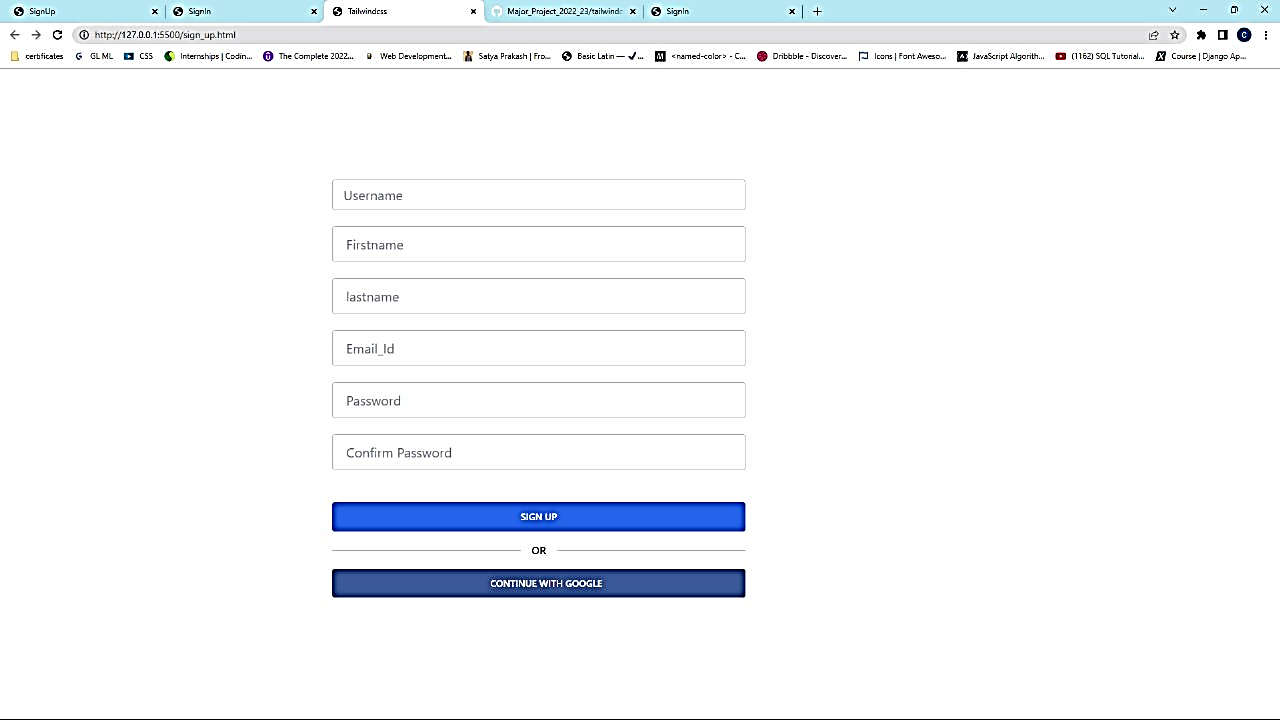 SignUp SignIn Tailwindcss Major_Project_2022_23/tailwindc SignIn
http://127.0.0.1:5500/sign_up.html C
certificates GL ML CSS Internships | Codin... The Complete 2022... Web Development... Satya Prakash | Fro... Basic Latin — ✓... <named-color> - C... Dribbble - Discover... Icons | Font Aweso... JavaScript Algorith... (1162) SQL Tutorial... Course | Django Ap...
Username
Firstname
lastname
Email_Id
Password
Confirm Password
SIGN UP
OR
CONTINUE WITH GOOGLE